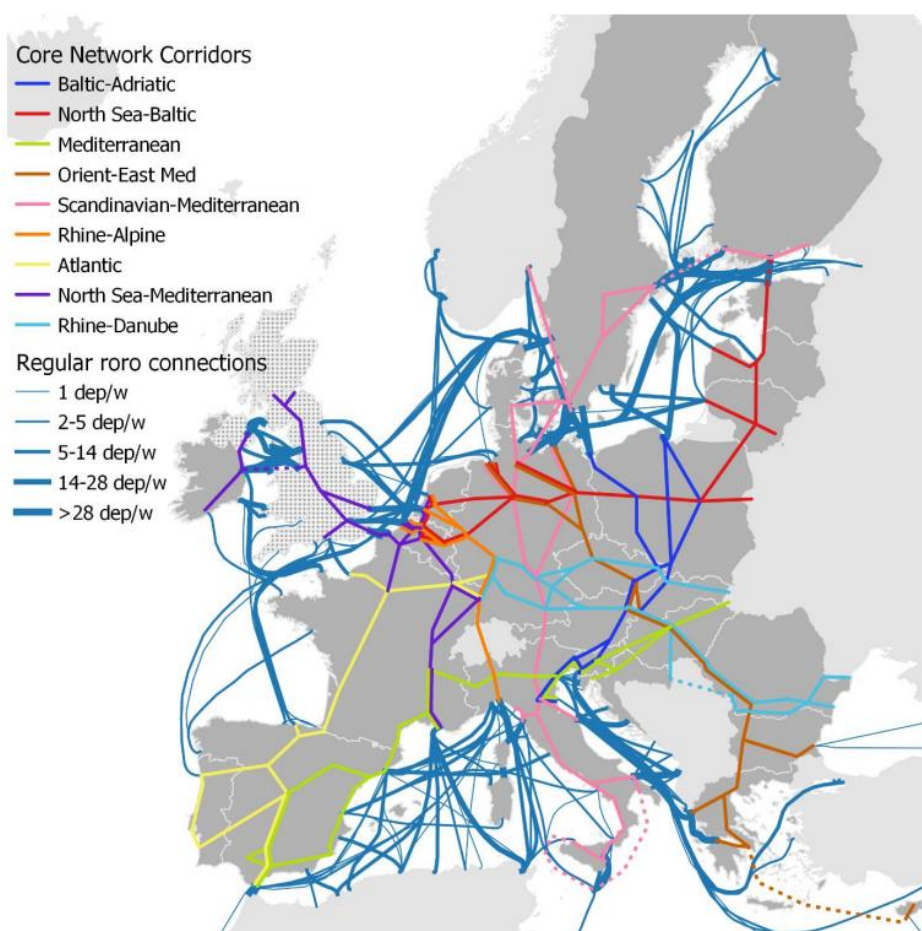 Core Network Corridors
Baltic-Adriatic
North Sea-Baltic
Mediterranean
Orient-East Med
Scandinavian-Mediterranean
Rhine-Alpine
Atlantic
North Sea-Mediterranean
Rhine-Danube
Regular roro connections
1 dep/w
2-5 dep/w
5-14 dep/w
14-28 dep/w
>28 dep/w